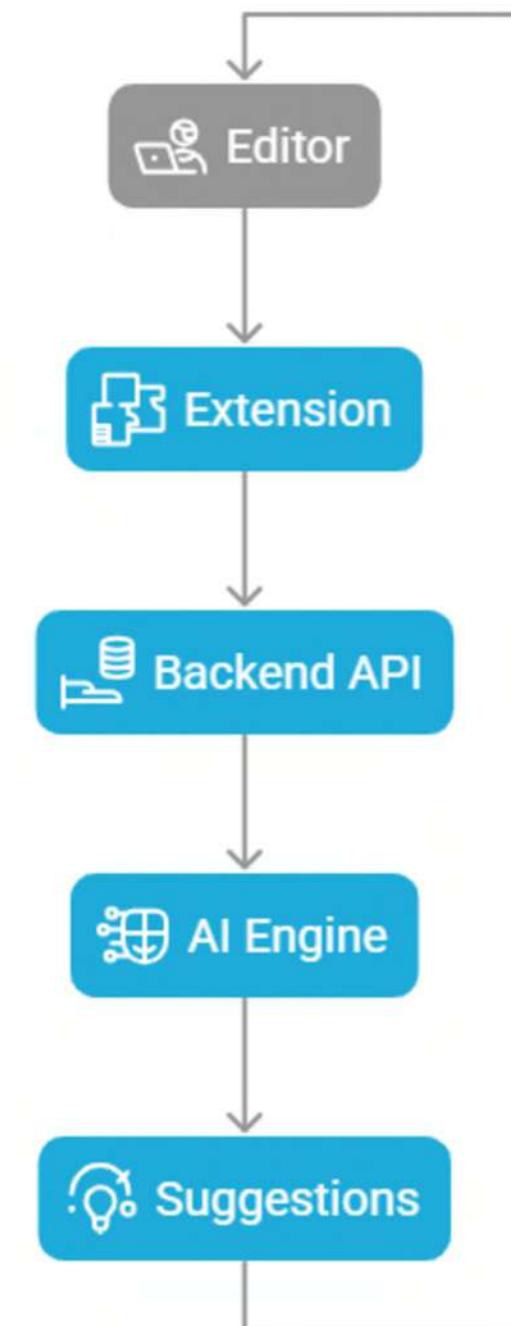 Editor
Extension
Backend API
AI Engine
Suggestions